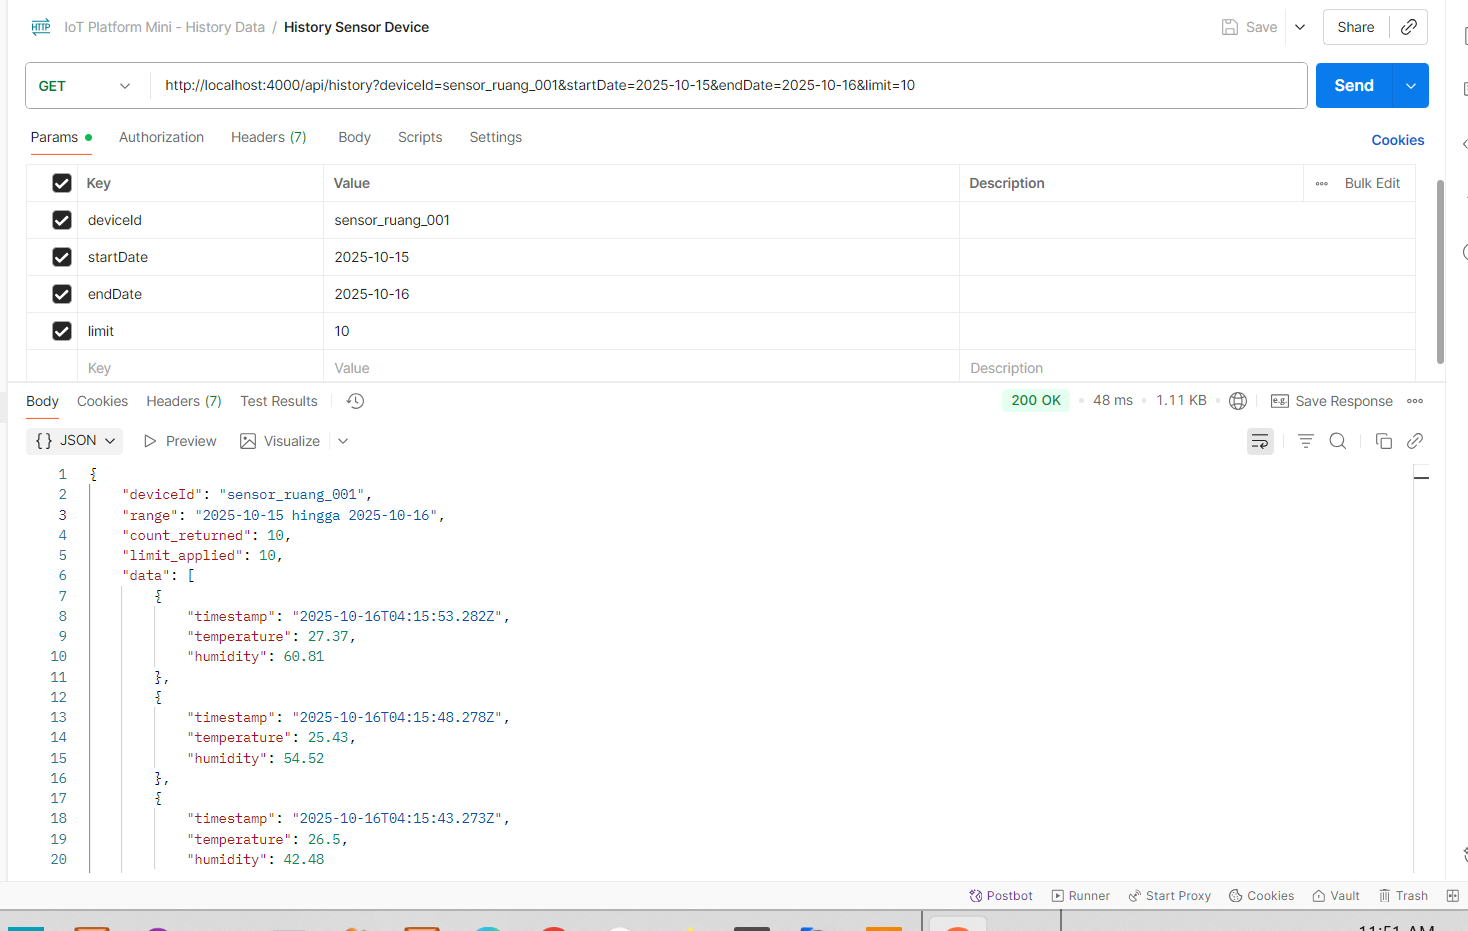 HTTP IoT Platform Mini - History Data / History Sensor Device Save Share
GET http://localhost:4000/api/history?deviceId=sensor_ruang_001&startDate=2025-10-15&endDate=2025-10-16&limit=10 Send
Params Authorization Headers (7) Body Scripts Settings Cookies
Key Value Description Bulk Edit
deviceId sensor_ruang_001
startDate 2025-10-15
endDate 2025-10-16
limit 10
Key Value Description
Body Cookies Headers (7) Test Results 200 OK 48 ms 1.11 KB e.g. Save Response
{} JSON Preview Visualize
1 {
2 "deviceId": "sensor_ruang_001",
3 "range": "2025-10-15 hingga 2025-10-16",
4 "count_returned": 10,
5 "limit_applied": 10,
6 "data": [
7 {
8 "timestamp": "2025-10-16T04:15:53.282Z",
9 "temperature": 27.37,
10 "humidity": 60.81
11 },
12 {
13 "timestamp": "2025-10-16T04:15:48.278Z",
14 "temperature": 25.43,
15 "humidity": 54.52
16 },
17 {
18 "timestamp": "2025-10-16T04:15:43.273Z",
19 "temperature": 26.5,
20 "humidity": 42.48
Postbot Runner Start Proxy Cookies Vault Trash
11:51 AM